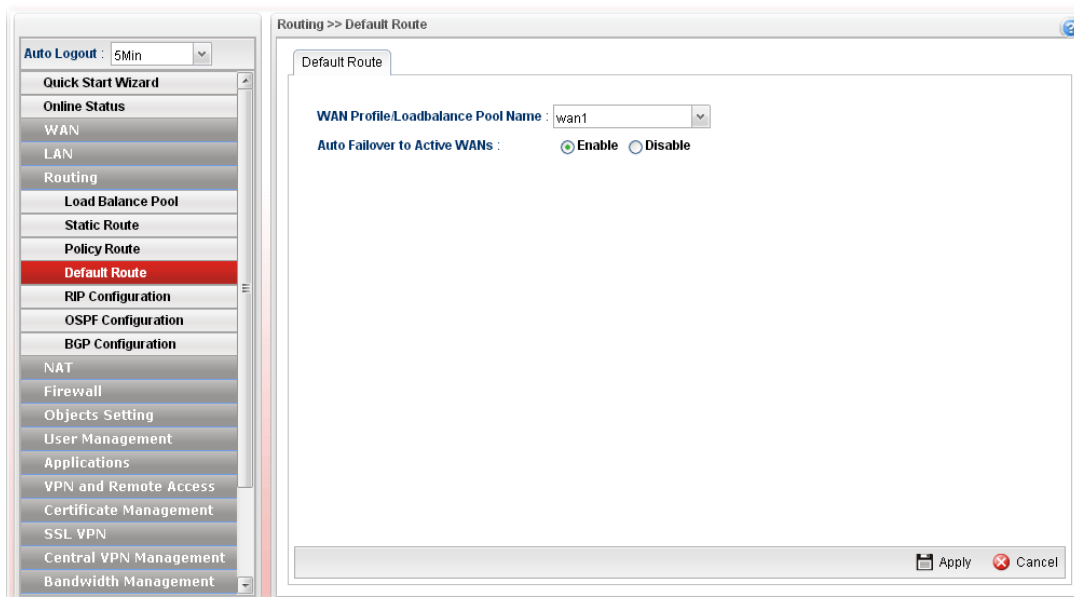 Routing >> Default Route
Auto Logout : 5Min
Quick Start Wizard
Online Status
WAN
LAN
Routing
Load Balance Pool
Static Route
Policy Route
Default Route
RIP Configuration
OSPF Configuration
BGP Configuration
NAT
Firewall
Objects Setting
User Management
Applications
VPN and Remote Access
Certificate Management
SSL VPN
Central VPN Management
Bandwidth Management
Default Route
WAN Profile/Loadbalance Pool Name : wan1
Auto Failover to Active WANs : Enable Disable
Apply Cancel